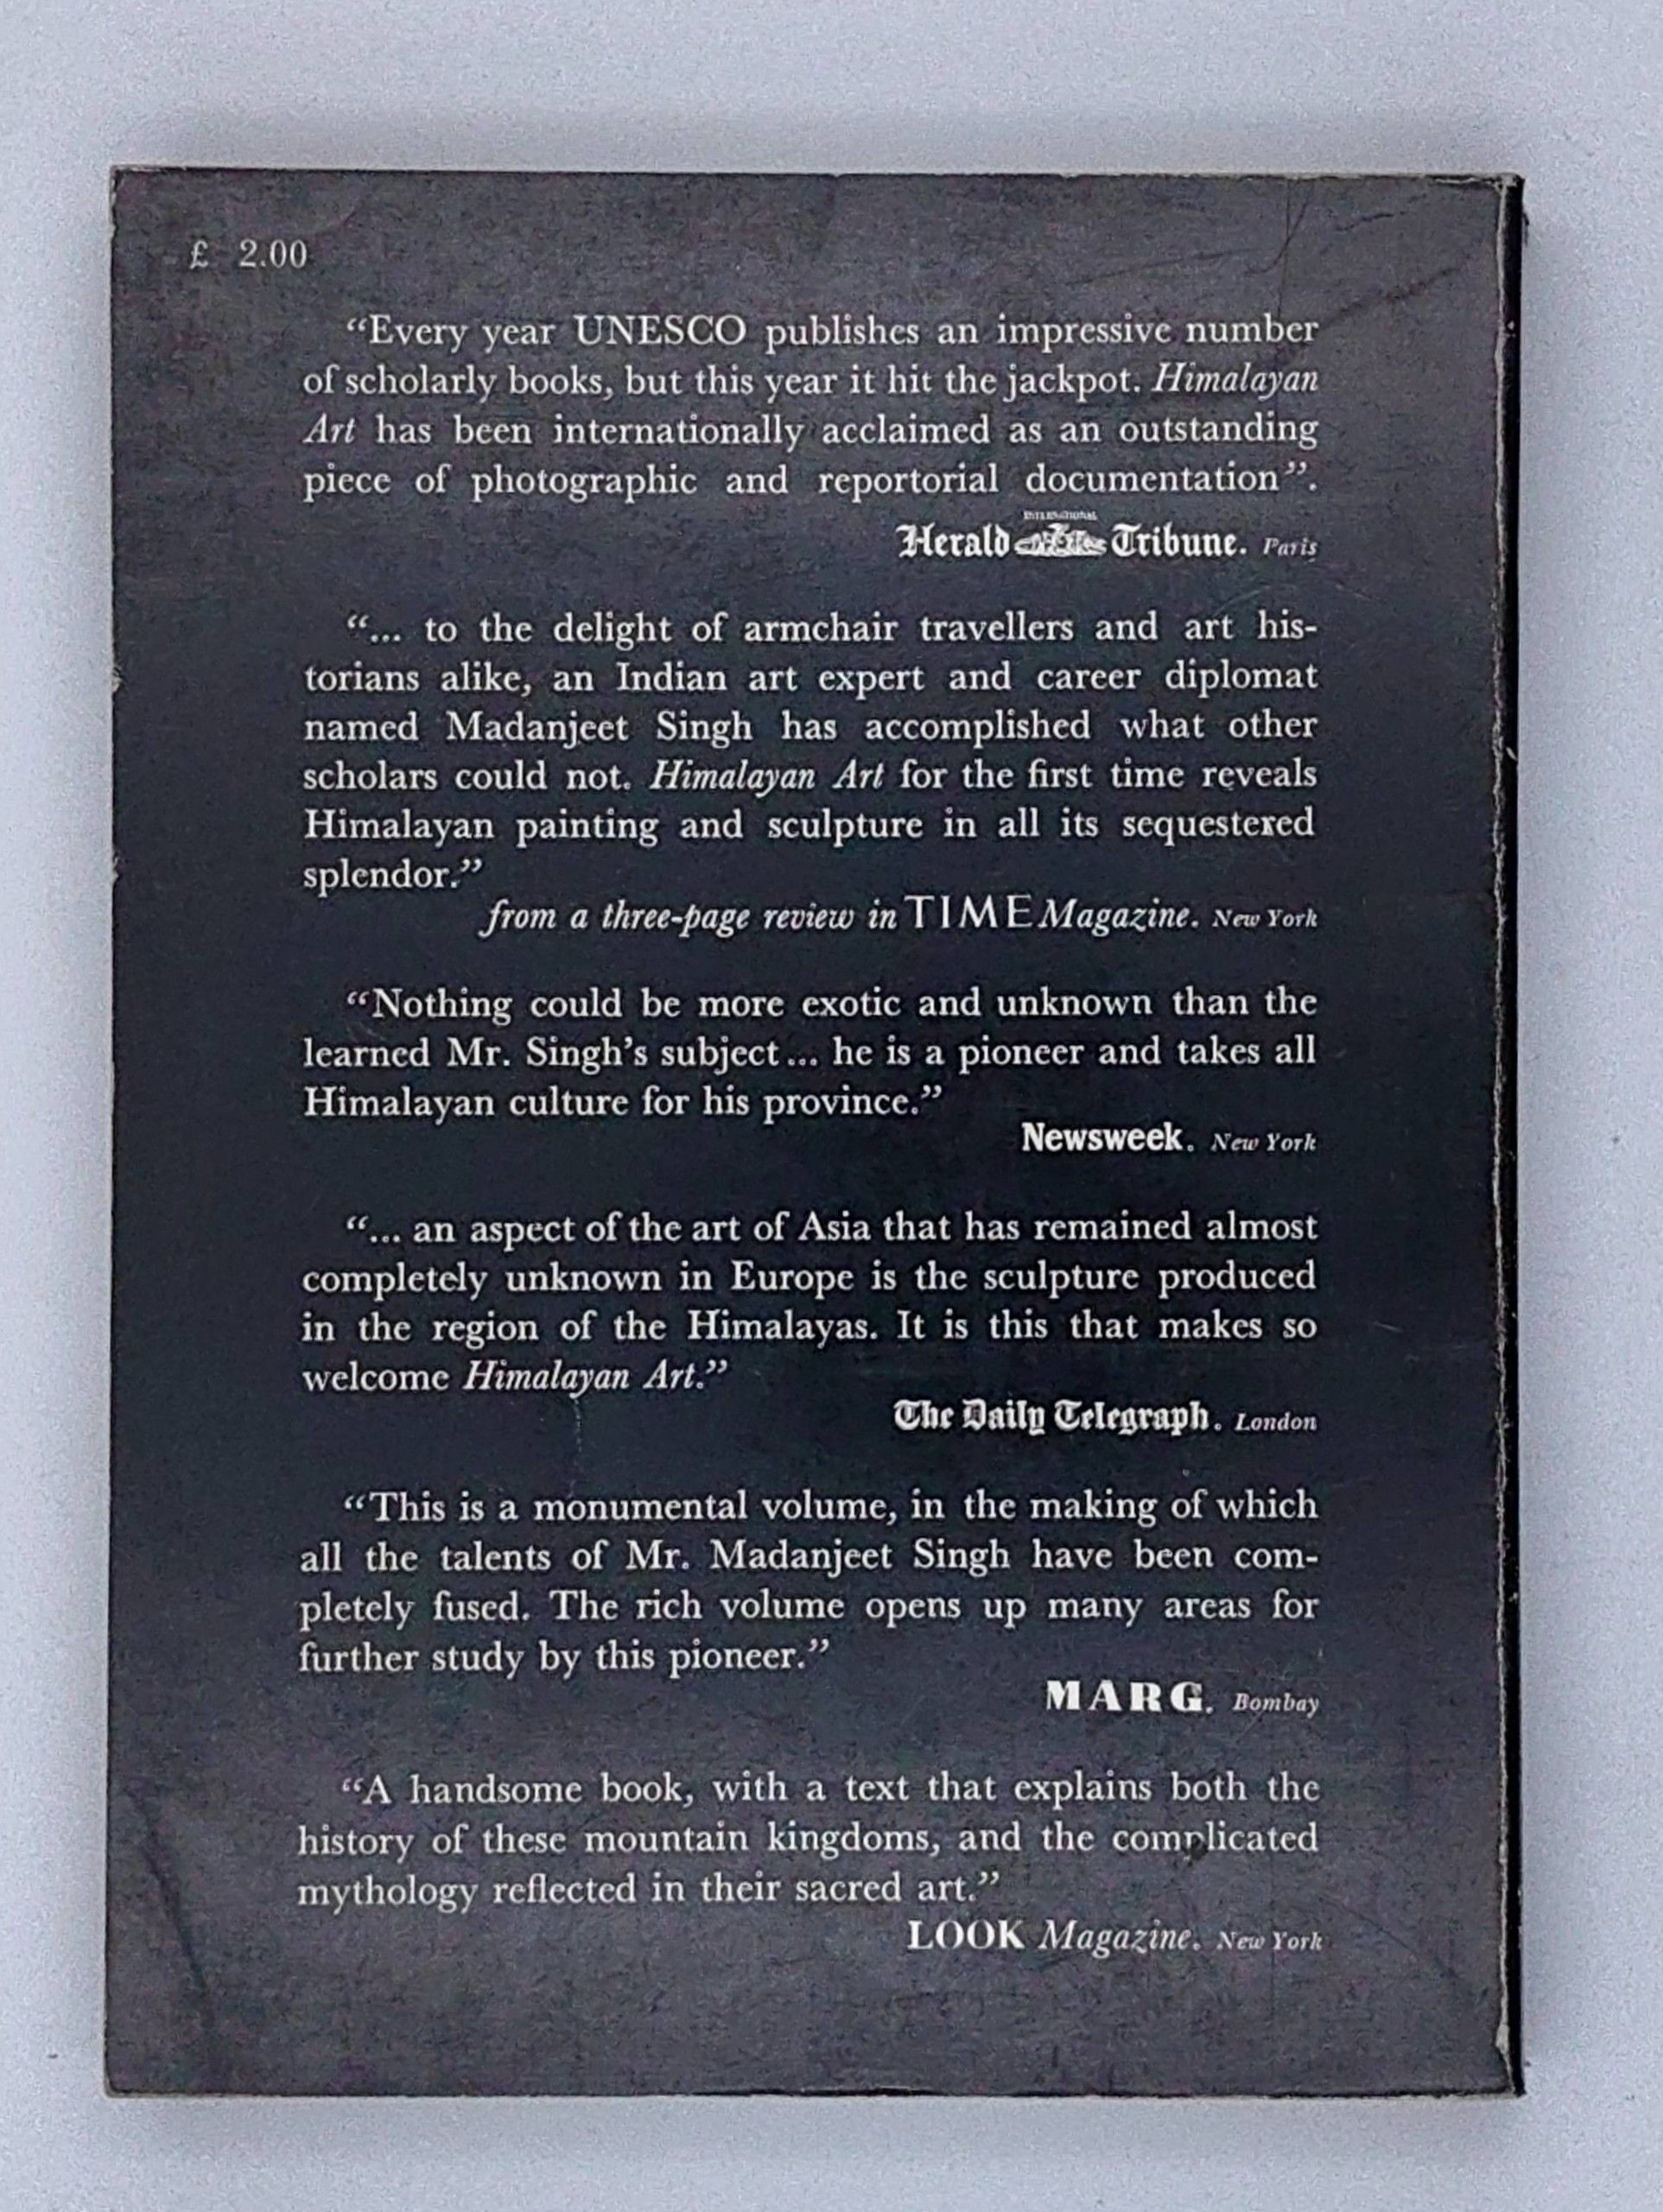 £ 2.00
“Every year UNESCO publishes an impressive number
of scholarly books, but this year it hit the jackpot. Himalayan
Art has been internationally acclaimed as an outstanding
piece of photographic and reportorial documentation”.
INTERNATIONAL
Herald Tribune. Paris
“... to the delight of armchair travellers and art his-
torians alike, an Indian art expert and career diplomat
named Madanjeet Singh has accomplished what other
scholars could not. Himalayan Art for the first time reveals
Himalayan painting and sculpture in all its sequestered
splendor.”
from a three-page review in TIME Magazine. New York
“Nothing could be more exotic and unknown than the
learned Mr. Singh’s subject... he is a pioneer and takes all
Himalayan culture for his province.”
Newsweek. New York
“... an aspect of the art of Asia that has remained almost
completely unknown in Europe is the sculpture produced
in the region of the Himalayas. It is this that makes so
welcome Himalayan Art.”
The Daily Telegraph. London
“This is a monumental volume, in the making of which
all the talents of Mr. Madanjeet Singh have been com-
pletely fused. The rich volume opens up many areas for
further study by this pioneer.”
MARG. Bombay
“A handsome book, with a text that explains both the
history of these mountain kingdoms, and the complicated
mythology reflected in their sacred art.”
LOOK Magazine. New York